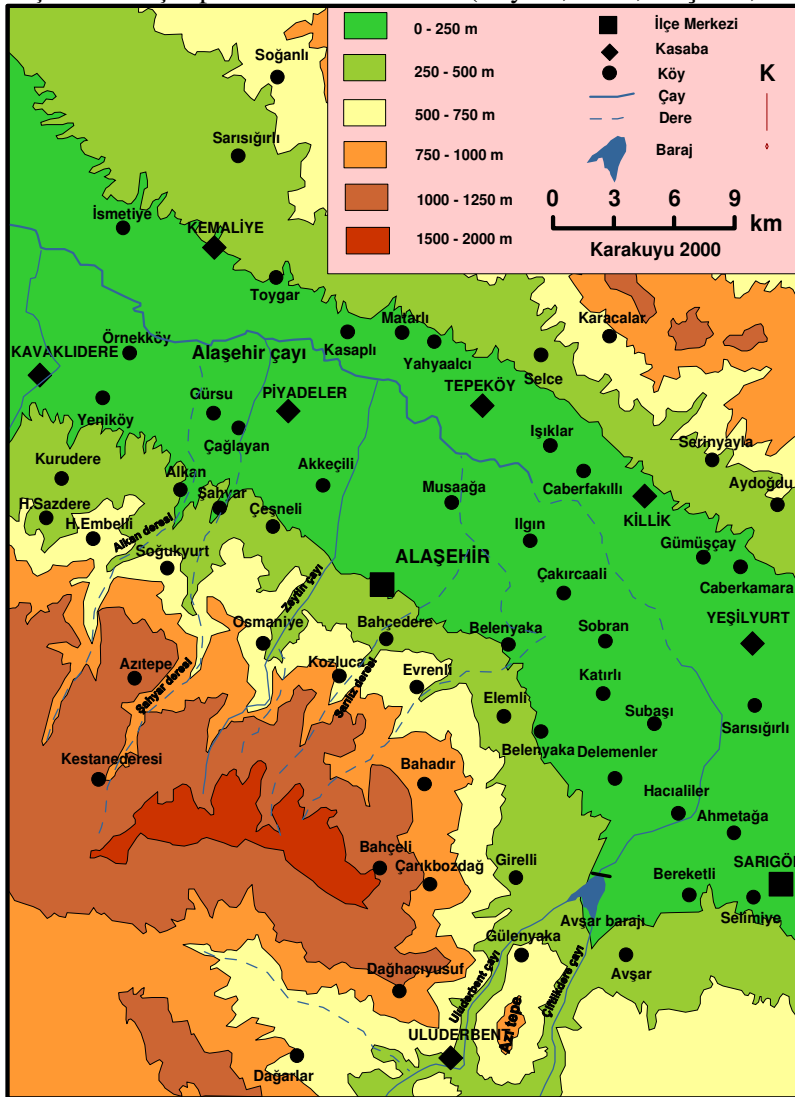 0 - 250 m
250 - 500 m
500 - 750 m
750 - 1000 m
1000 - 1250 m
1500 - 2000 m
İlçe Merkezi
Kasaba
Köy
Çay
Dere
Baraj
K
0 3 6 9
km
Karakuyu 2000
Soğanlı
Sarısığırlı
İsmetiye
KEMALİYE
Toygar
Karacalar
Matarlı
Kasaplı
Yahyaalcı
Örnekköy
Alaşehir çayı
KAVAKLIDERE
Selce
Gürsu
PİYADELER
TEPEKÖY
Yeniköy
Çağlayan
Işıklar
Serinyayla
Kurudere
Alkan
Akkeçili
Musaağa
Caberfakıllı
Aydoğdu
H.Sazdere
Şahyar
KİLLİK
H.Embelli
Çeşneli
Ilgın
Alkan deresi
Soğukyurt
ALAŞEHİR
Gümüşçay
Zeytin çayı
Çakırcaali
Caberkamara
Osmaniye
Bahçedere
Belenyaka
Sobran
YEŞİLYURT
Azıtepe
Kozluca
Evrenli
Katırlı
Şahyar deresi
Sarıkız deresi
Elemli
Subaşı
Sarısığırlı
Belenyaka
Kestanederesi
Delemenler
Bahadır
Hacıaliler
Ahmetağa
Bahçeli
Çarıkbozdağ
Girelli
Bereketli
SARIGÖL
Avşar barajı
Selimiye
Gülenyaka
Avşar
Dağhacıyusuf
Uluderbent çayı
Çiftlikdere çayı
Azı tepe
ULUDERBENT
Dağarlar